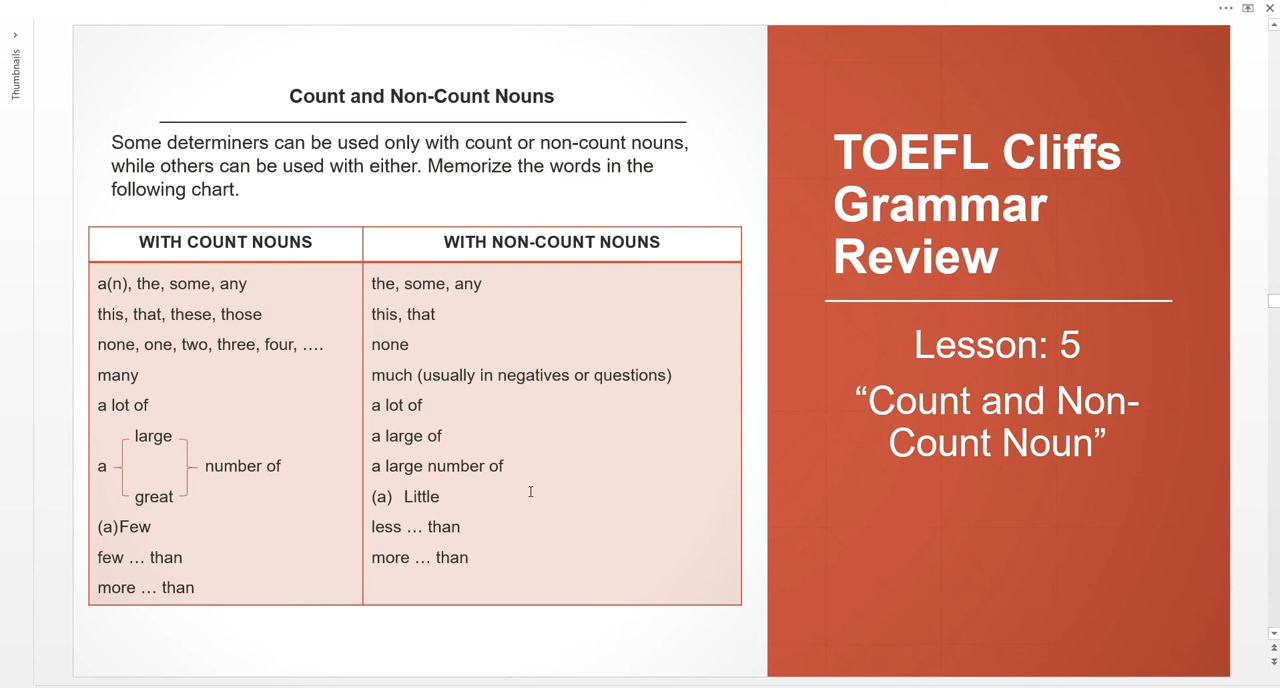 Thumbnails
Count and Non-Count Nouns
Some determiners can be used only with count or non-count nouns,
while others can be used with either. Memorize the words in the
following chart.
WITH COUNT NOUNS
a(n), the, some, any
this, that, these, those
none, one, two, three, four, ….
many
a lot of
large
a number of
great
(a)Few
few … than
more … than
WITH NON-COUNT NOUNS
the, some, any
this, that
none
much (usually in negatives or questions)
a lot of
a large of
a large number of
(a) Little
less … than
more … than
TOEFL Cliffs
Grammar
Review
Lesson: 5
“Count and Non-
Count Noun”